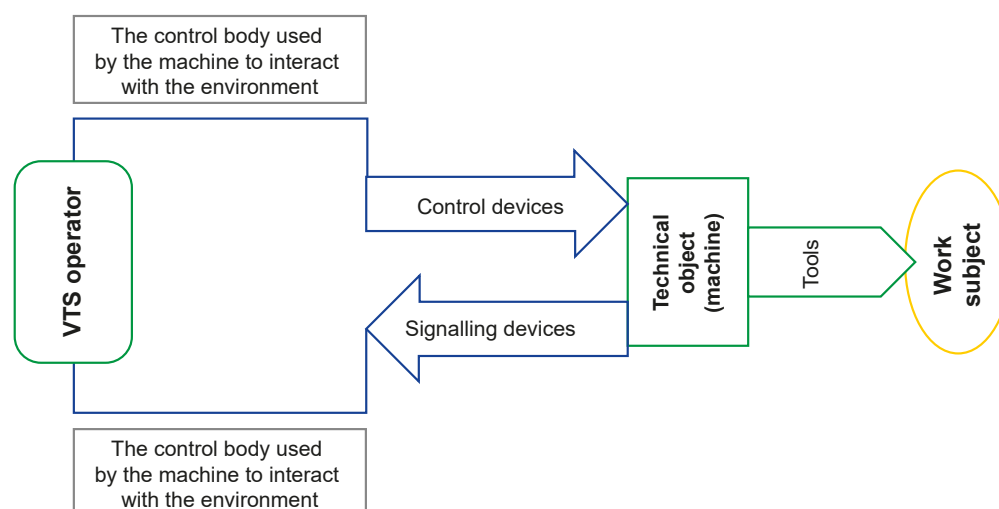 The control body used
by the machine to interact
with the environment
VTS operator
Control devices
Signalling devices
Technical
object
(machine)
Tools
Work
subject
The control body used
by the machine to interact
with the environment